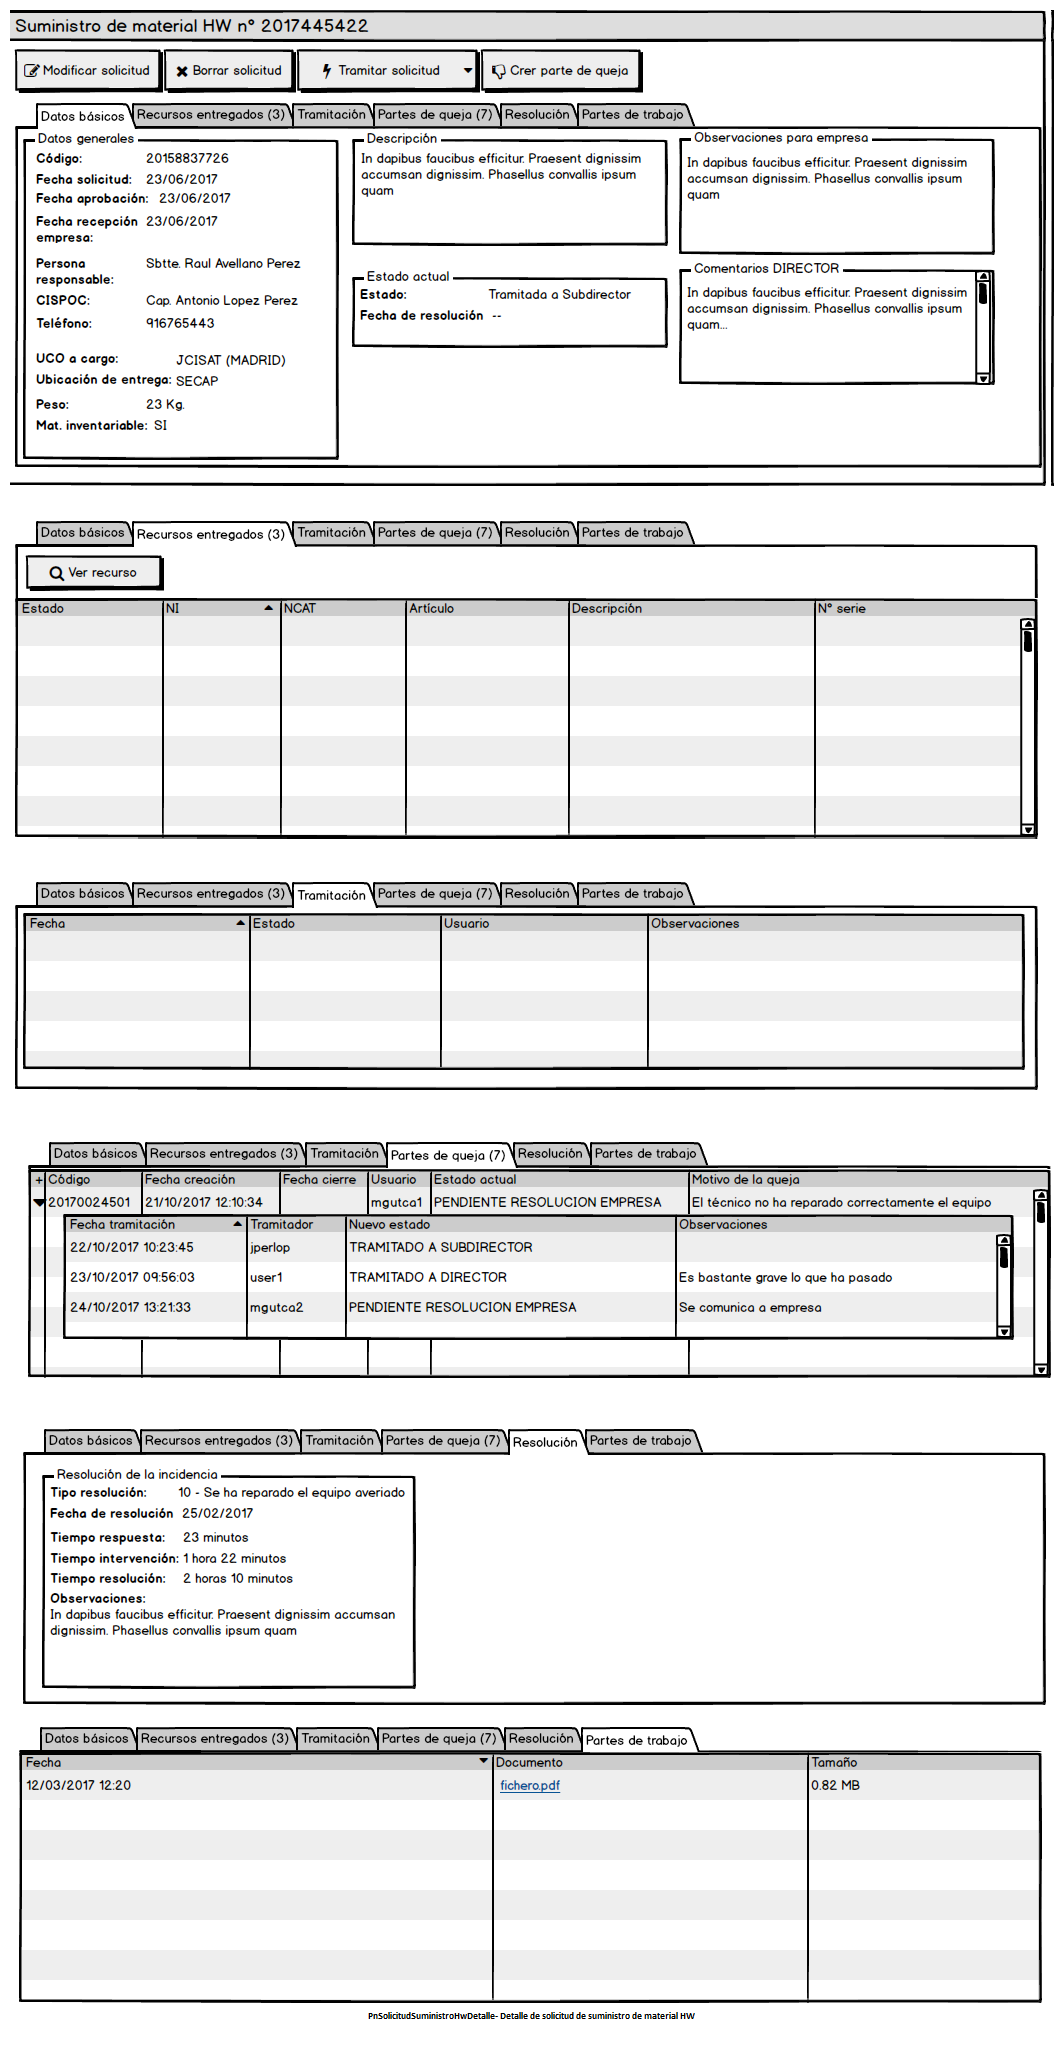 Suministro de material HW nº 2017445422
Modificar solicitud Borrar solicitud Tramitar solicitud Crer parte de queja
Datos básicos Recursos entregados (3) Tramitación Partes de queja (7) Resolución Partes de trabajo
Datos generales
Código: 20158837726
Fecha solicitud: 23/06/2017
Fecha aprobación: 23/06/2017
Fecha recepción 23/06/2017
empresa:
Persona Sbtte. Raul Avellano Perez
responsable:
CISPOC: Cap. Antonio Lopez Perez
Teléfono: 916765443
UCO a cargo: JCISAT (MADRID)
Ubicación de entrega: SECAP
Peso: 23 Kg.
Mat. inventariable: SI
Descripción
In dapibus faucibus efficitur. Praesent dignissim
accumsan dignissim. Phasellus convallis ipsum
quam
Estado actual
Estado: Tramitada a Subdirector
Fecha de resolución --
Observaciones para empresa
In dapibus faucibus efficitur. Praesent dignissim
accumsan dignissim. Phasellus convallis ipsum
quam
Comentarios DIRECTOR
In dapibus faucibus efficitur. Praesent dignissim
accumsan dignissim. Phasellus convallis ipsum
quam...
Datos básicos Recursos entregados (3) Tramitación Partes de queja (7) Resolución Partes de trabajo
Ver recurso
Estado NI NCAT Artículo Descripción Nº serie
Datos básicos Recursos entregados (3) Tramitación Partes de queja (7) Resolución Partes de trabajo
Fecha Estado Usuario Observaciones
Datos básicos Recursos entregados (3) Tramitación Partes de queja (7) Resolución Partes de trabajo
+ Código Fecha creación Fecha cierre Usuario Estado actual Motivo de la queja
20170024501 21/10/2017 12:10:34 mgutca1 PENDIENTE RESOLUCION EMPRESA El técnico no ha reparado correctamente el equipo
Fecha tramitación Tramitador Nuevo estado Observaciones
22/10/2017 10:23:45 jperlop TRAMITADO A SUBDIRECTOR
23/10/2017 09:56:03 user1 TRAMITADO A DIRECTOR Es bastante grave lo que ha pasado
24/10/2017 13:21:33 mgutca2 PENDIENTE RESOLUCION EMPRESA Se comunica a empresa
Datos básicos Recursos entregados (3) Tramitación Partes de queja (7) Resolución Partes de trabajo
Resolución de la incidencia
Tipo resolución: 10 - Se ha reparado el equipo averiado
Fecha de resolución 25/02/2017
Tiempo respuesta: 23 minutos
Tiempo intervención: 1 hora 22 minutos
Tiempo resolución: 2 horas 10 minutos
Observaciones:
In dapibus faucibus efficitur. Praesent dignissim accumsan
dignissim. Phasellus convallis ipsum quam
Datos básicos Recursos entregados (3) Tramitación Partes de queja (7) Resolución Partes de trabajo
Fecha Documento Tamaño
12/03/2017 12:20 fichero.pdf 0.82 MB
PnSolicitudSuministroHwDetalle- Detalle de solicitud de suministro de material HW